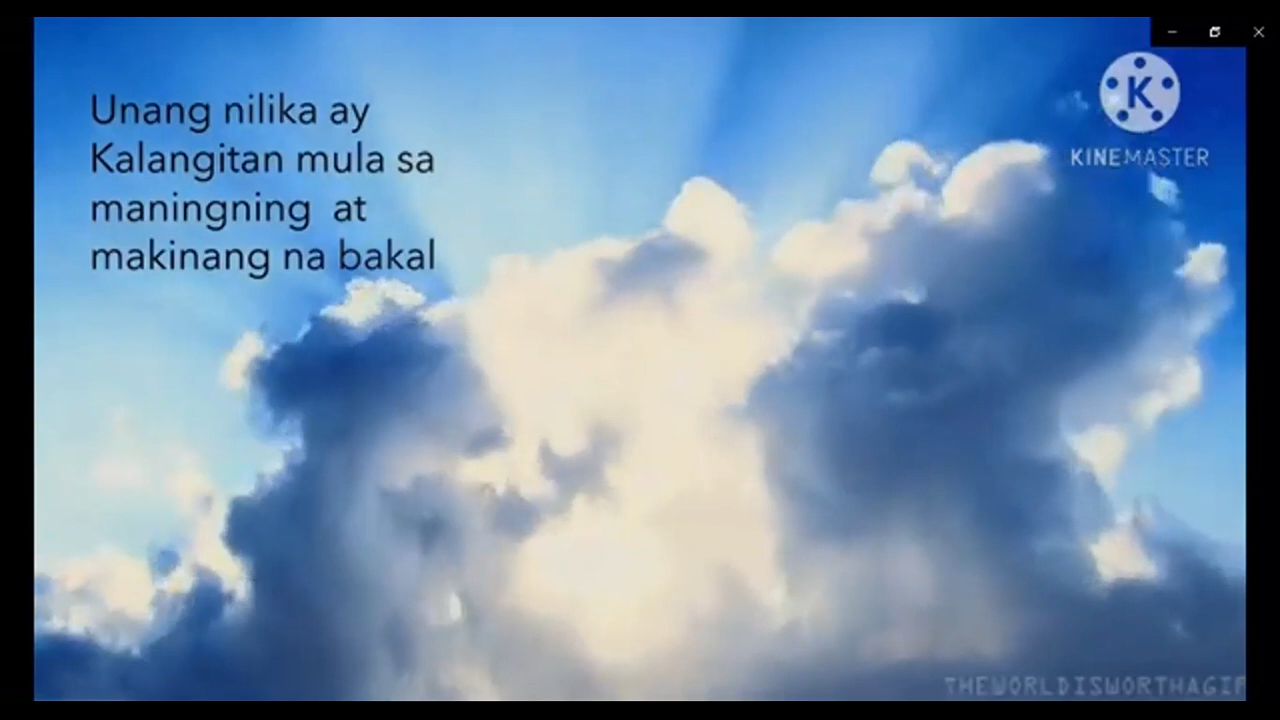 Unang nilika ay
Kalangitan mula sa
maningning at
makinang na bakal
K
KINEMASTER
THEWORLDISWORTHAGIF